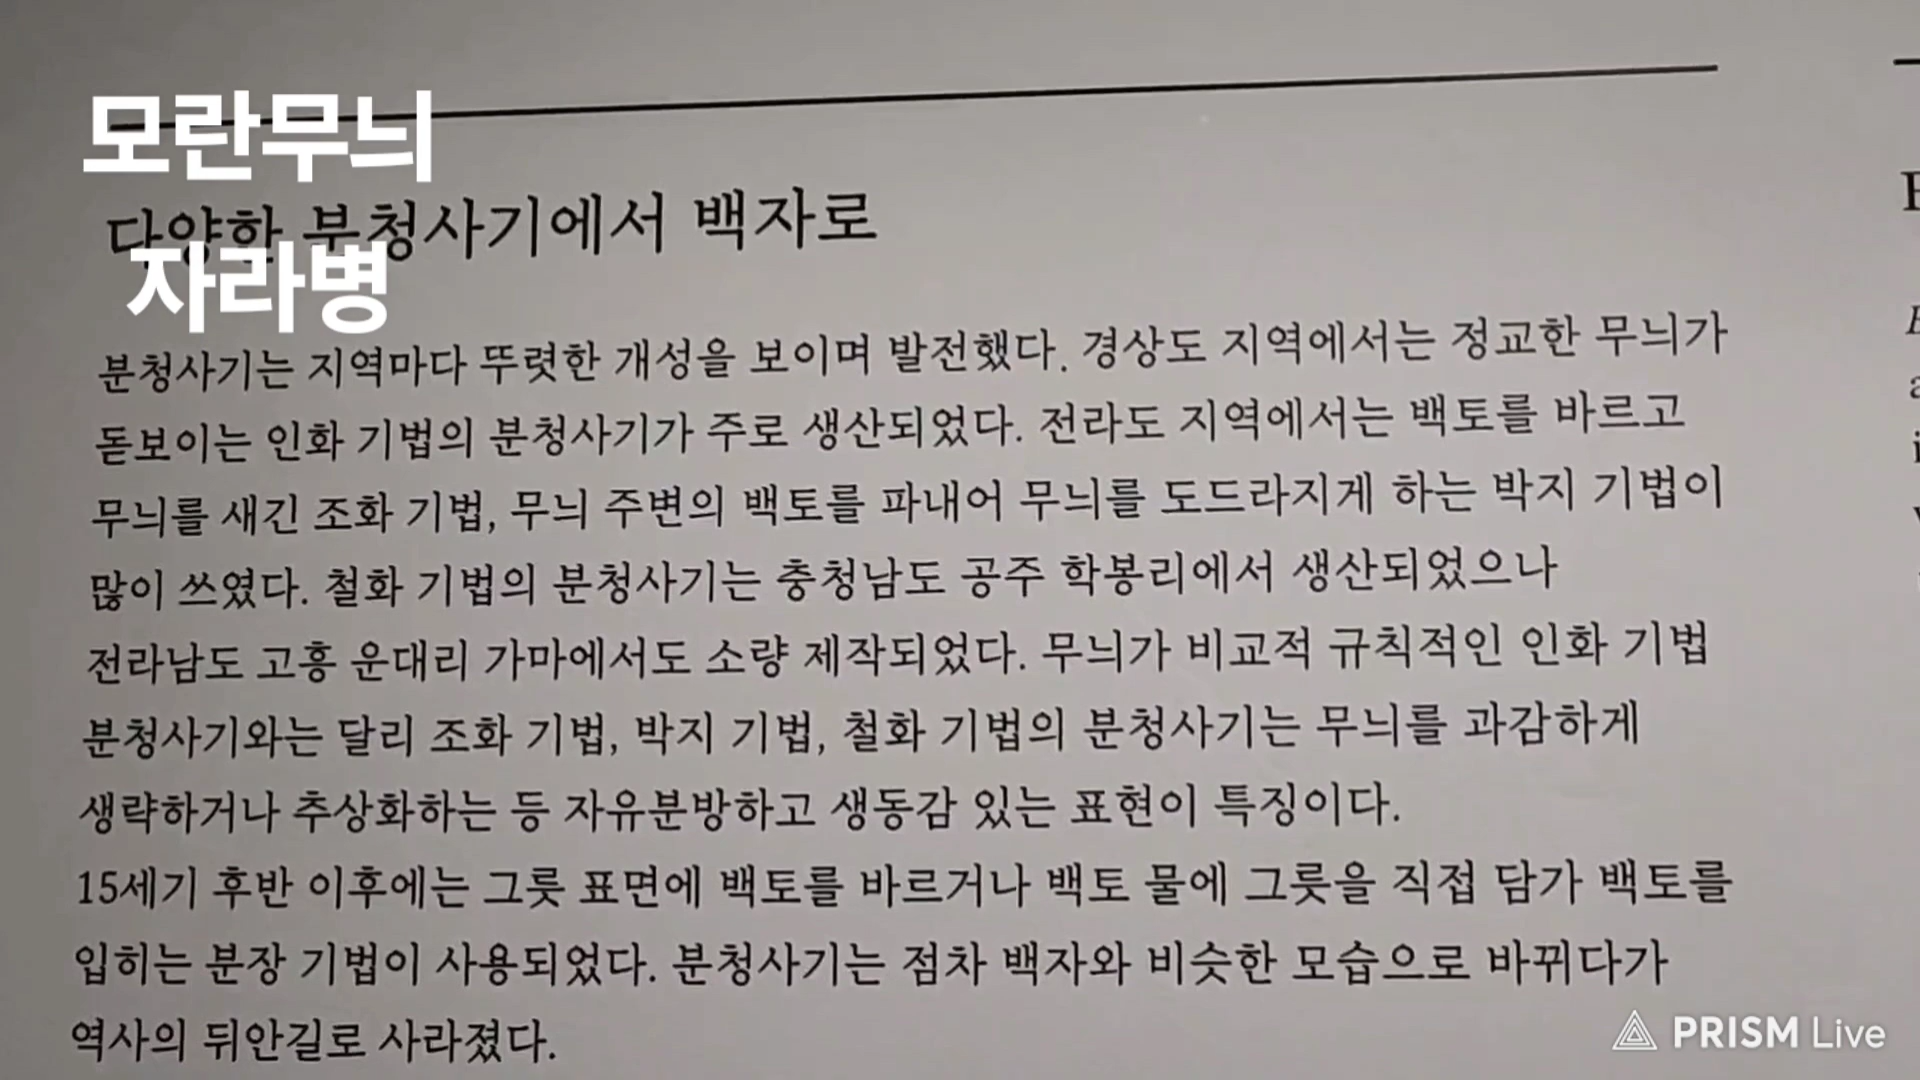 모란무늬
자라병
다양한 분청사기에서 백자로
분청사기는 지역마다 뚜렷한 개성을 보이며 발전했다. 경상도 지역에서는 정교한 무늬가
돋보이는 인화 기법의 분청사기가 주로 생산되었다. 전라도 지역에서는 백토를 바르고
무늬를 새긴 조화 기법, 무늬 주변의 백토를 파내어 무늬를 도드라지게 하는 박지 기법이
많이 쓰였다. 철화 기법의 분청사기는 충청남도 공주 학봉리에서 생산되었으나
전라남도 고흥 운대리 가마에서도 소량 제작되었다. 무늬가 비교적 규칙적인 인화 기법
분청사기와는 달리 조화 기법, 박지 기법, 철화 기법의 분청사기는 무늬를 과감하게
생략하거나 추상화하는 등 자유분방하고 생동감 있는 표현이 특징이다.
15세기 후반 이후에는 그릇 표면에 백토를 바르거나 백토 물에 그릇을 직접 담가 백토를
입히는 분장 기법이 사용되었다. 분청사기는 점차 백자와 비슷한 모습으로 바뀌다가
역사의 뒤안길로 사라졌다.
PRISM Live